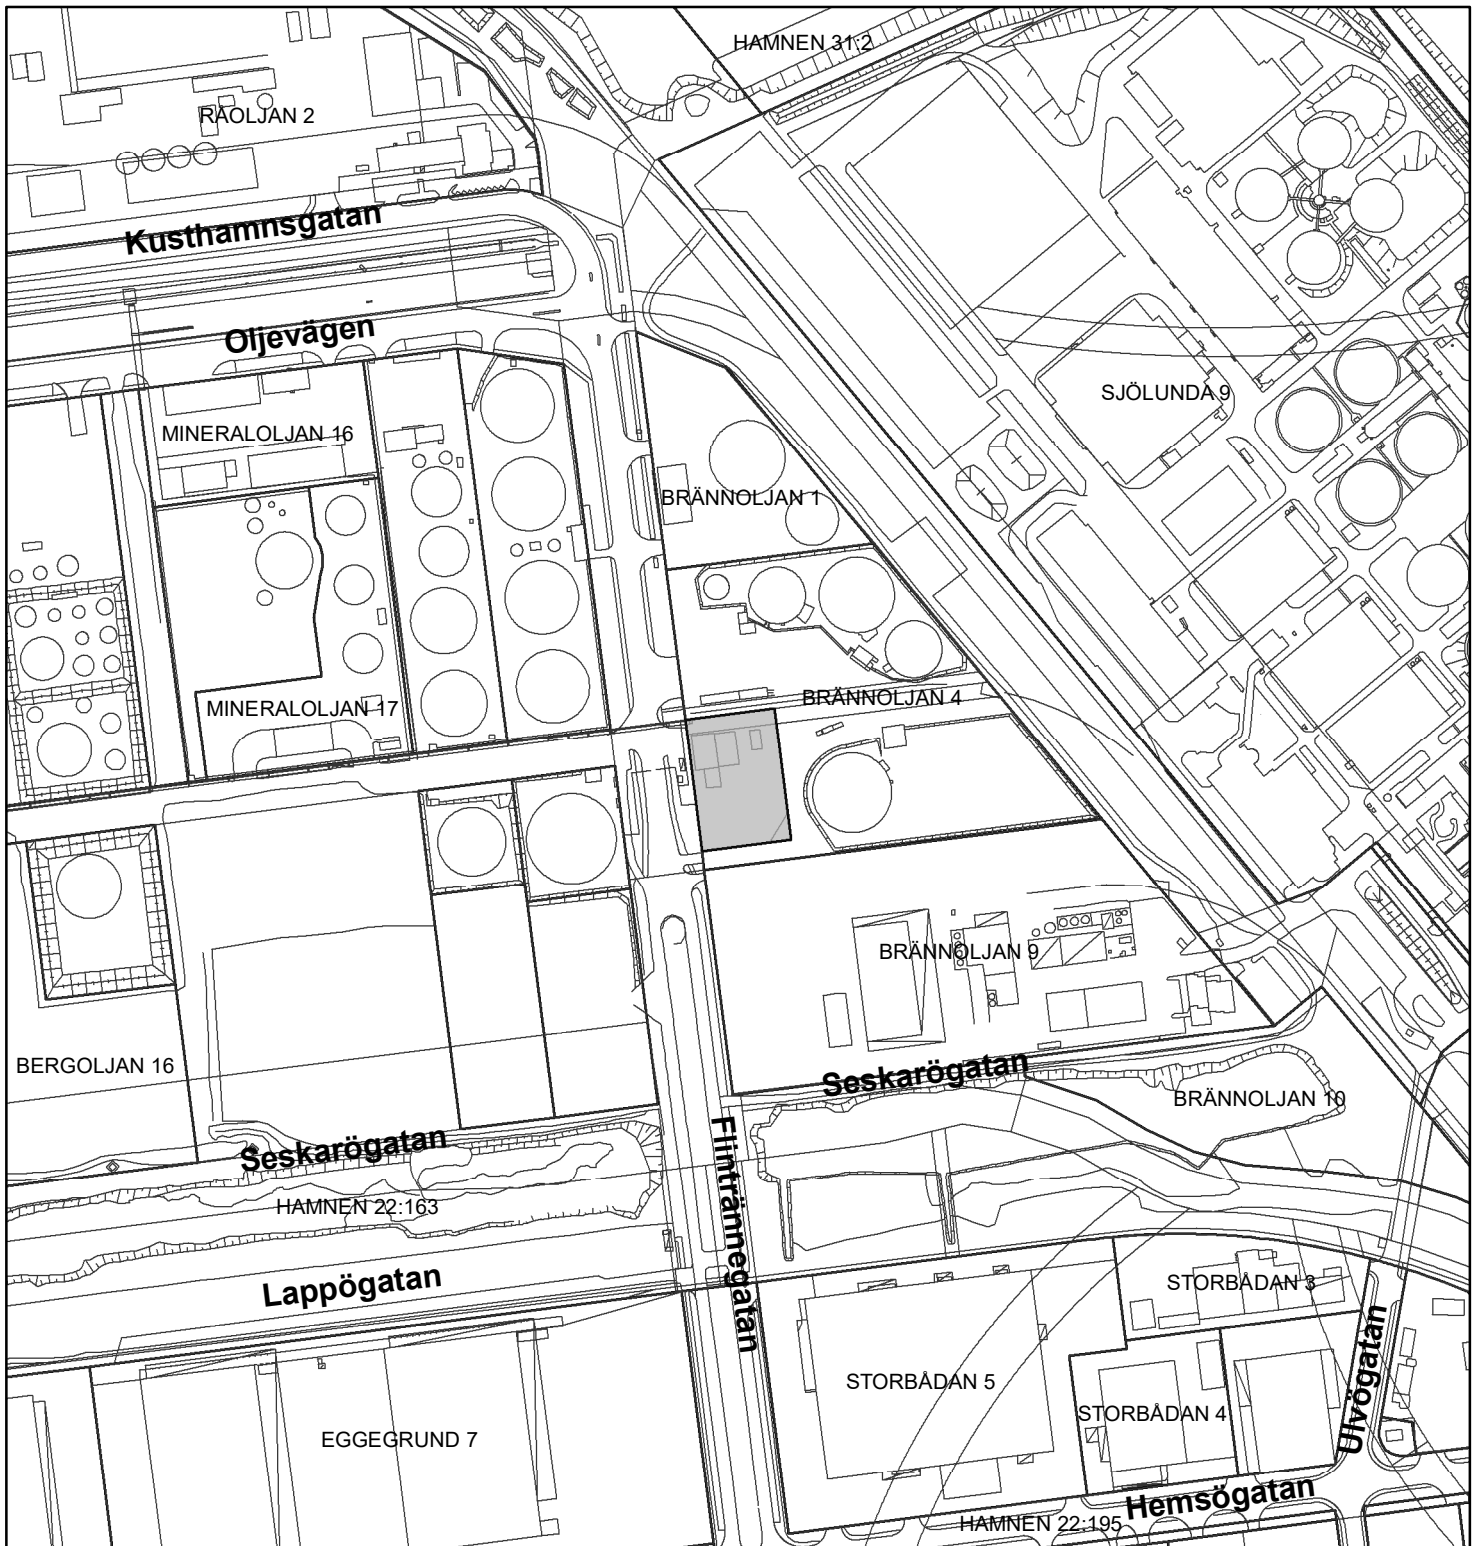 HAMNEN 31:2
RÅOLJAN 2
Kusthamnsgatan
Oljevägen
SJÖLUNDA 9
MINERALOLJAN 16
BRÄNNOLJAN 1
BRÄNNOLJAN 4
MINERALOLJAN 17
BRÄNNOLJAN 9
BERGOLJAN 16
Seskarögatan
BRÄNNOLJAN 10
Seskarögatan
Flintrännegatan
HAMNEN 22:163
Lappögatan
STORBÅDAN 3
Ulvögatan
STORBÅDAN 5
STORBÅDAN 4
EGGEGRUND 7
Hemsögatan
HAMNEN 22:195